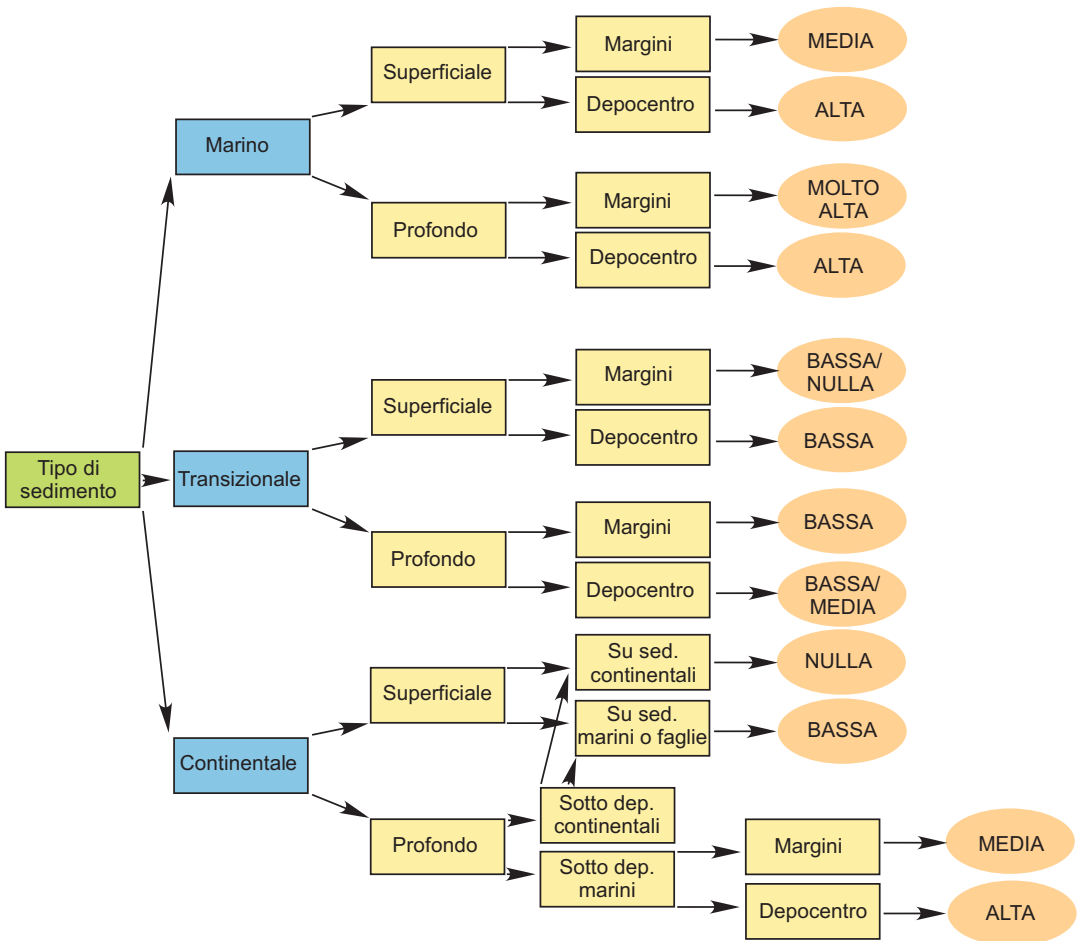 Tipo di
sedimento
Marino
Superficiale
Margini
MEDIA
Depocentro
ALTA
Profondo
Margini
MOLTO
ALTA
Depocentro
ALTA
Transizionale
Superficiale
Margini
BASSA/
NULLA
Depocentro
BASSA
Profondo
Margini
BASSA
Depocentro
BASSA/
MEDIA
Continentale
Superficiale
Su sed.
continentali
NULLA
Su sed.
marini o faglie
BASSA
Profondo
Sotto dep.
continentali
Sotto dep.
marini
Margini
MEDIA
Depocentro
ALTA